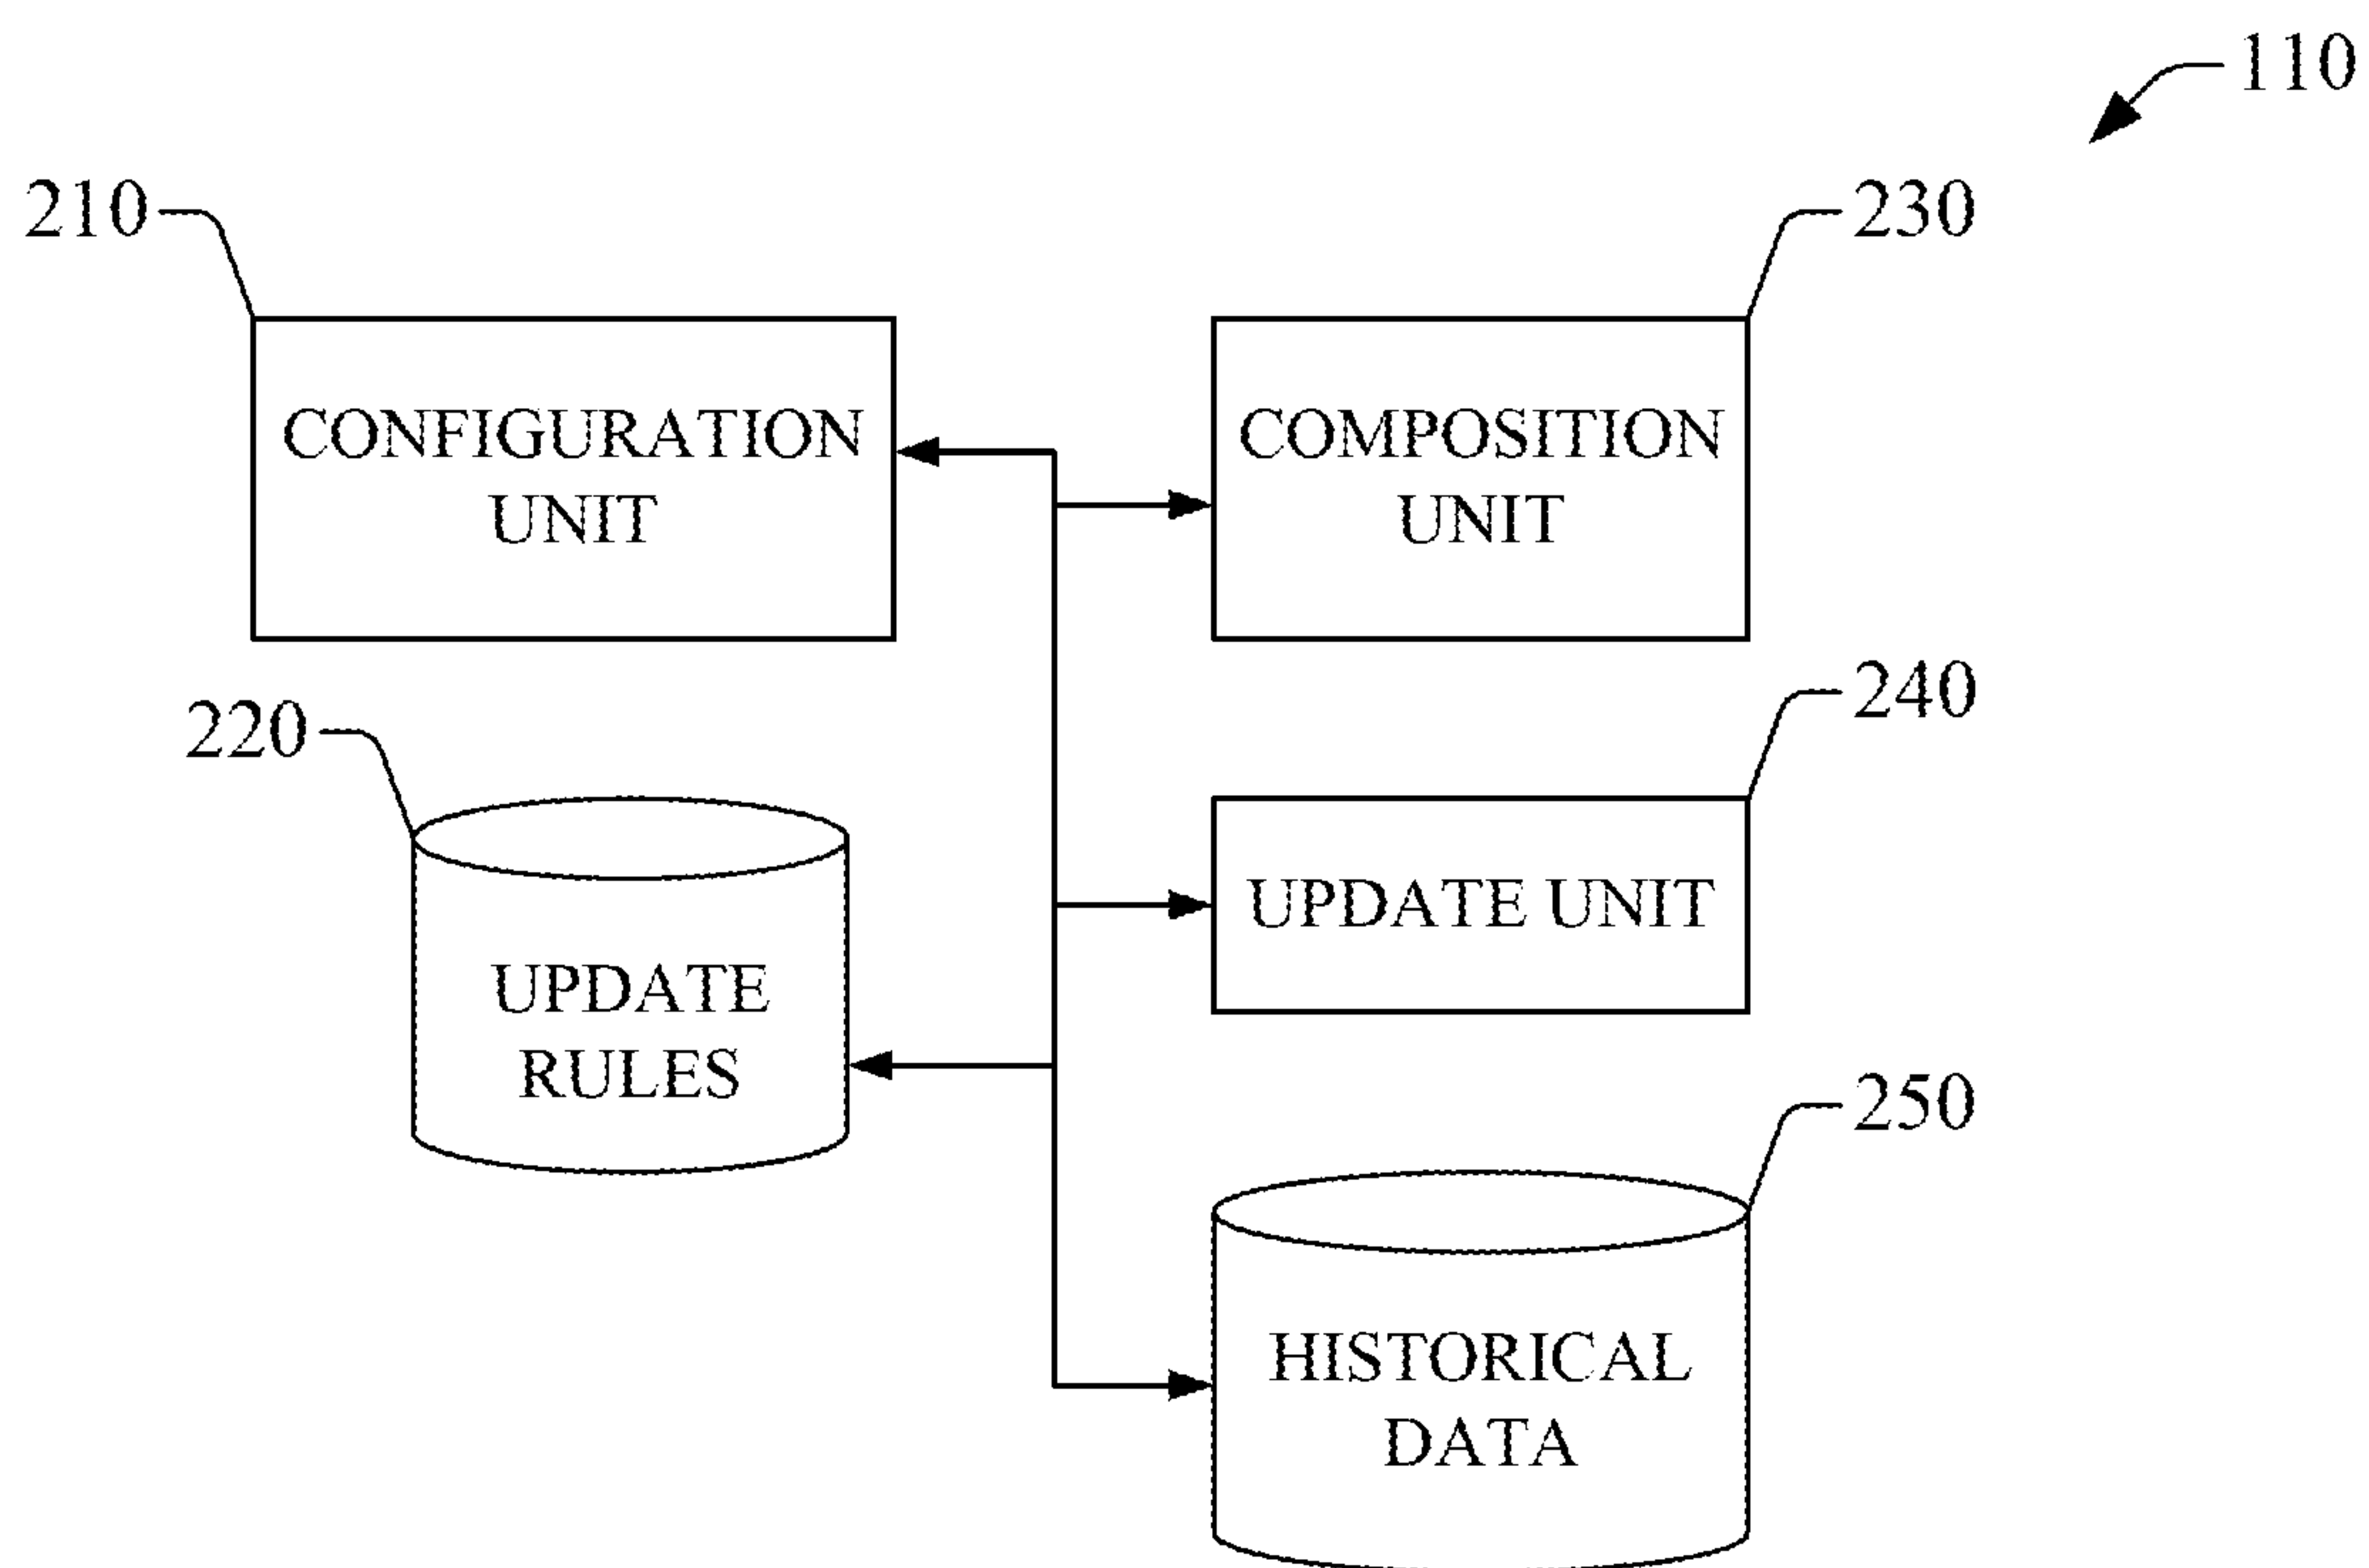 110
210
230
CONFIGURATION
UNIT
COMPOSITION
UNIT
220
240
UPDATE
RULES
UPDATE UNIT
250
HISTORICAL
DATA